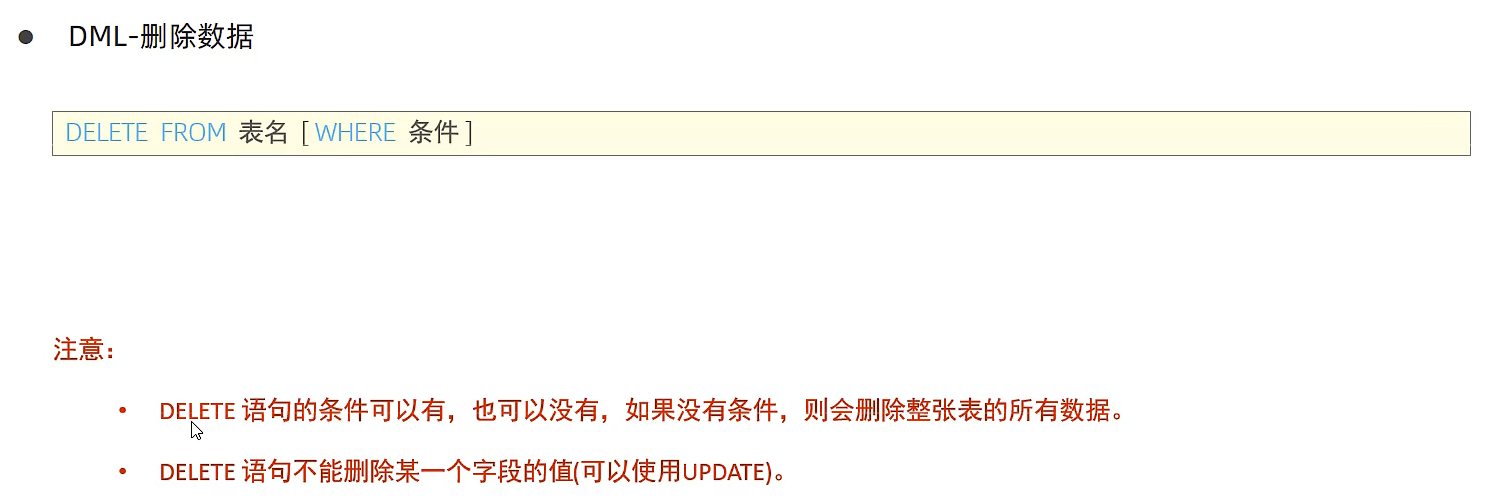 ● DML-删除数据
DELETE FROM 表名 [ WHERE 条件 ]
注意：
• DELETE 语句的条件可以有，也可以没有，如果没有条件，则会删除整张表的所有数据。
• DELETE 语句不能删除某一个字段的值(可以使用UPDATE)。